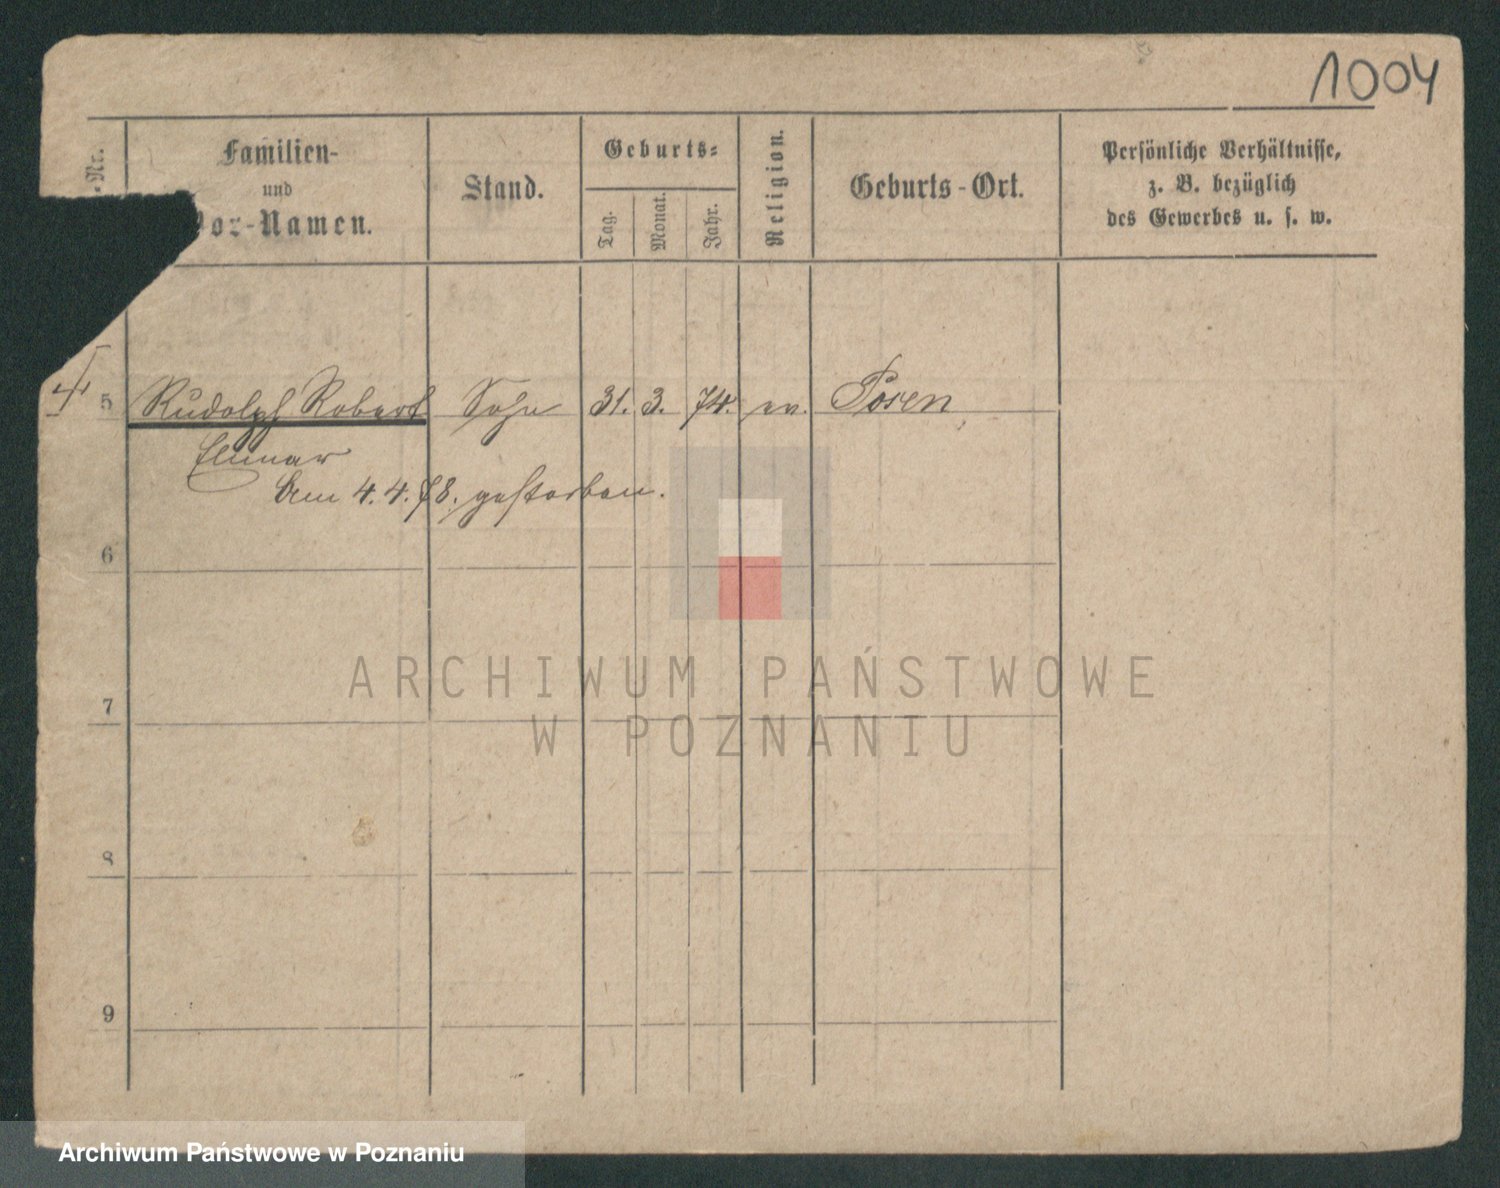 1004
-Nr.
Familien-
und
Vor-Namen.
Stand.
Geburts-
Tag.
Monat.
Jahr.
Religion.
Geburts-Ort.
Persönliche Verhältnisse,
z. B. bezüglich
des Gewerbes u. s. w.
5 Rudolph Robert Sohn 31. 3. 74. ev. Posen
Elimar
Am 4. 4. 78. gestorben.
6
7
8
9
ARCHIWUM PAŃSTWOWE
W POZNANIU
Archiwum Państwowe w Poznaniu